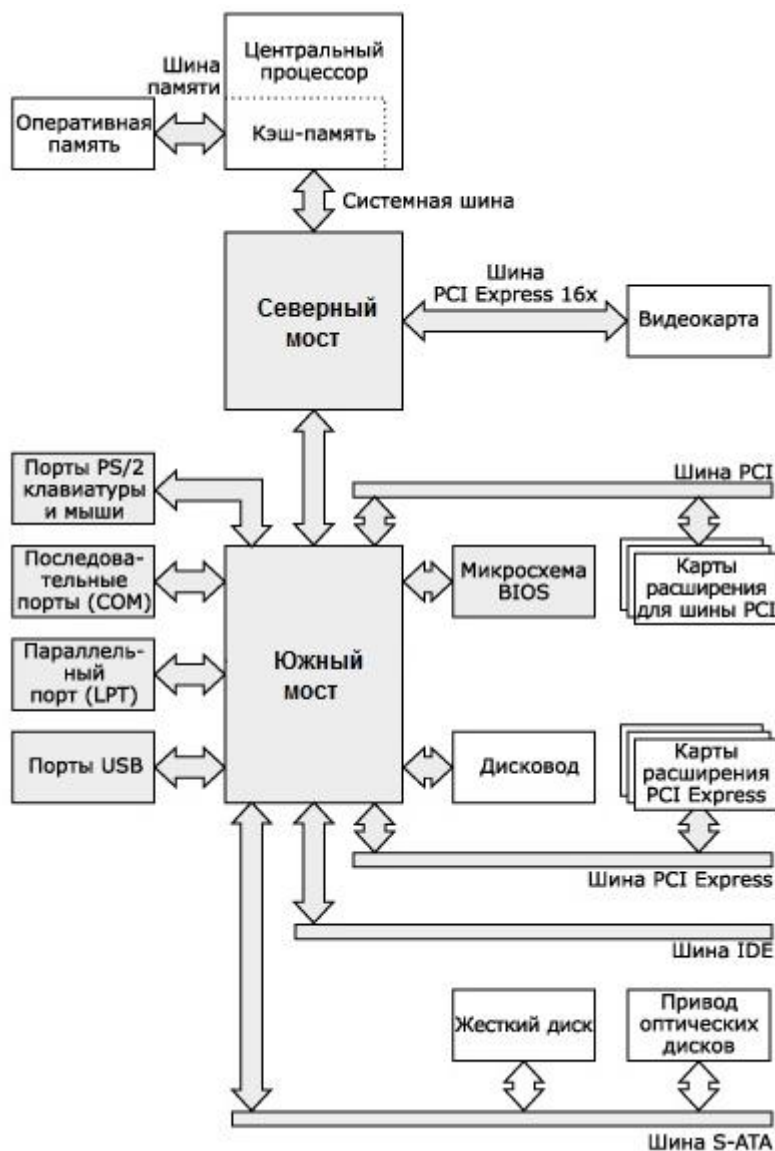 Центральный
процессор
Шина
памяти
Оперативная
память
Кэш-память
Системная шина
Северный
мост
Шина
PCI Express 16x
Видеокарта
Порты PS/2
клавиатуры
и мыши
Шина PCI
Последова-
тельные
порты (COM)
Микросхема
BIOS
Карты
расширения
для шины PCI
Параллель-
ный
порт (LPT)
Южный
мост
Порты USB
Дисковод
Карты
расширения
PCI Express
Шина PCI Express
Шина IDE
Жесткий диск
Привод
оптических
дисков
Шина S-ATA